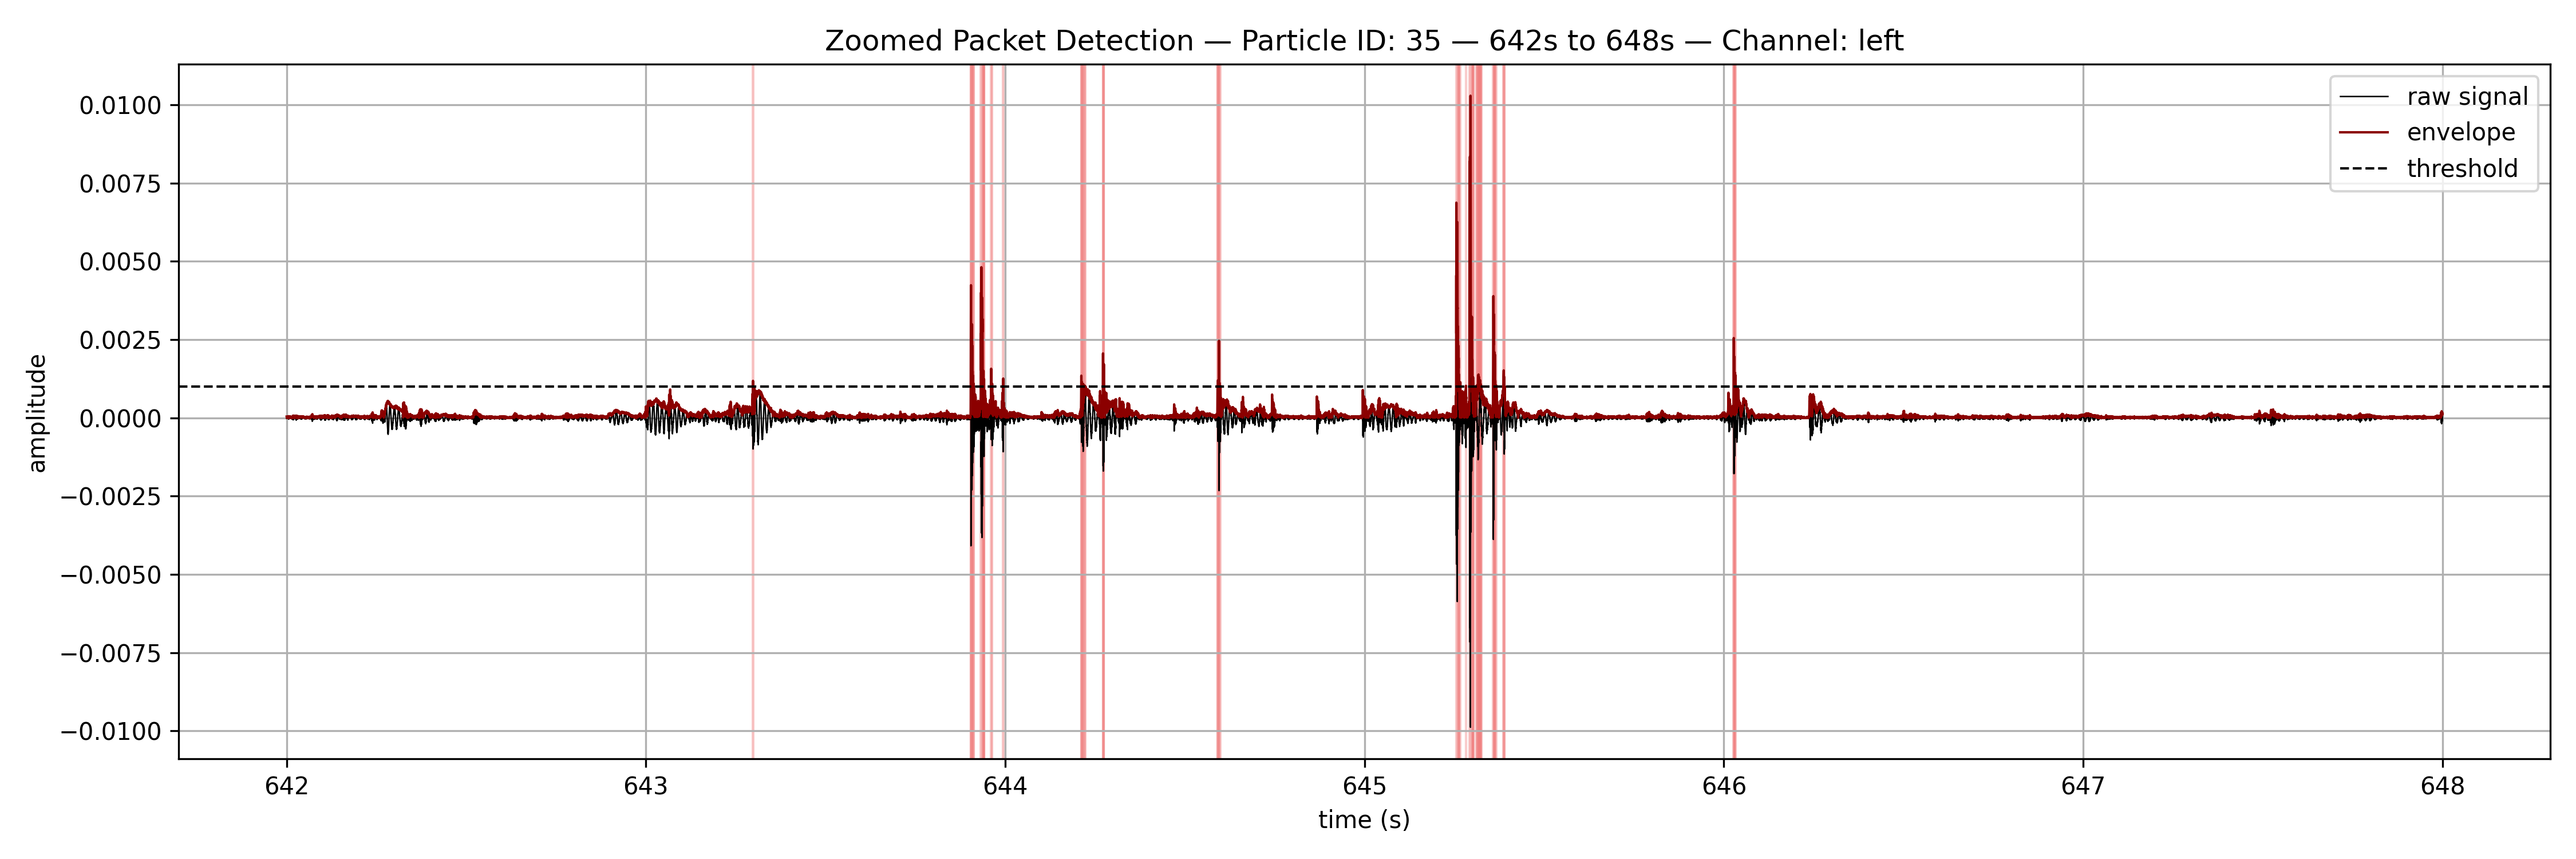 Zoomed Packet Detection — Particle ID: 35 — 642s to 648s — Channel: left
raw signal
envelope
threshold
amplitude
0.0100
0.0075
0.0050
0.0025
0.0000
−0.0025
−0.0050
−0.0075
−0.0100
642 643 644 645 646 647 648
time (s)